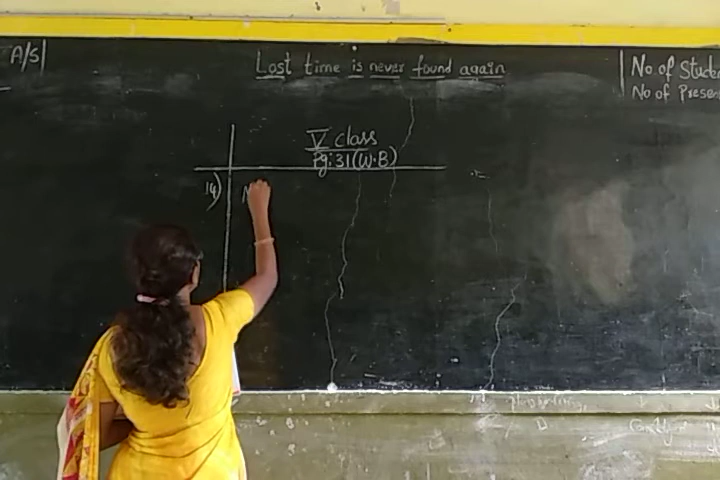 A/S
Lost time is never found again
No of Stude
No of Presen
V class
Pg:31(W.B)
14)